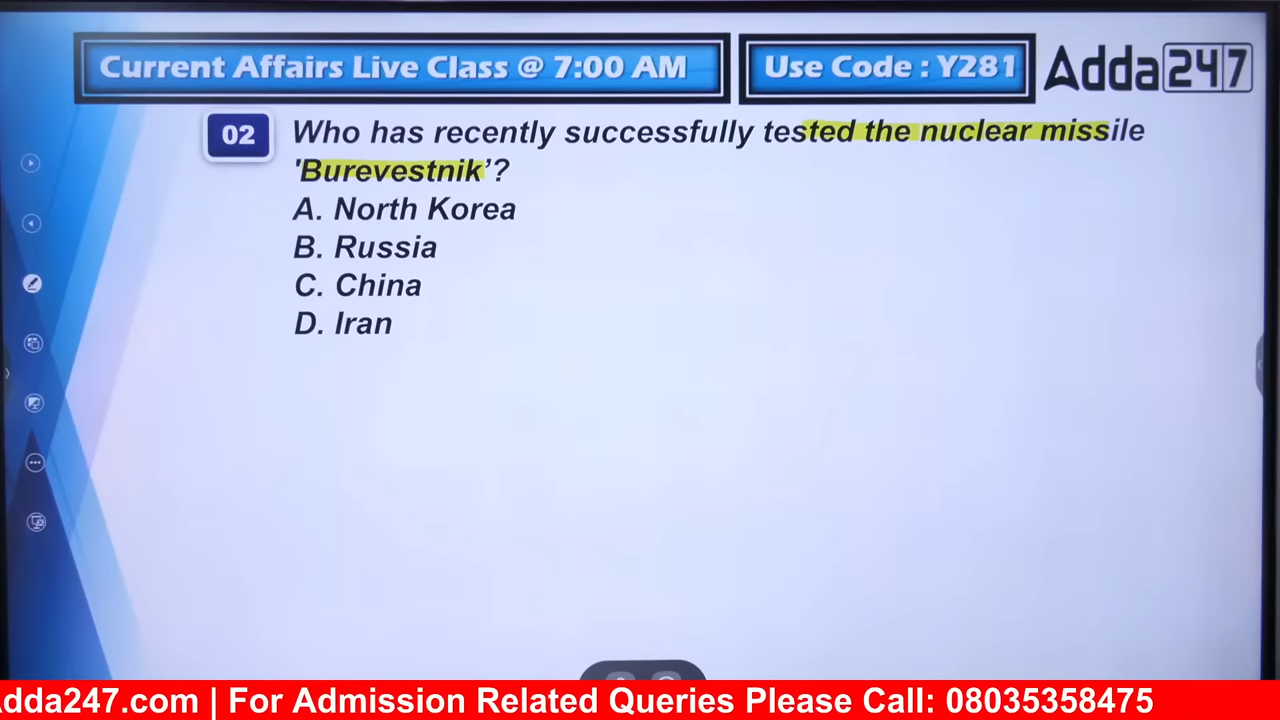 Current Affairs Live Class @ 7:00 AM
Use Code : Y281
Adda247
02
Who has recently successfully tested the nuclear missile
'Burevestnik'?
A. North Korea
B. Russia
C. China
D. Iran
Adda247.com | For Admission Related Queries Please Call: 08035358475